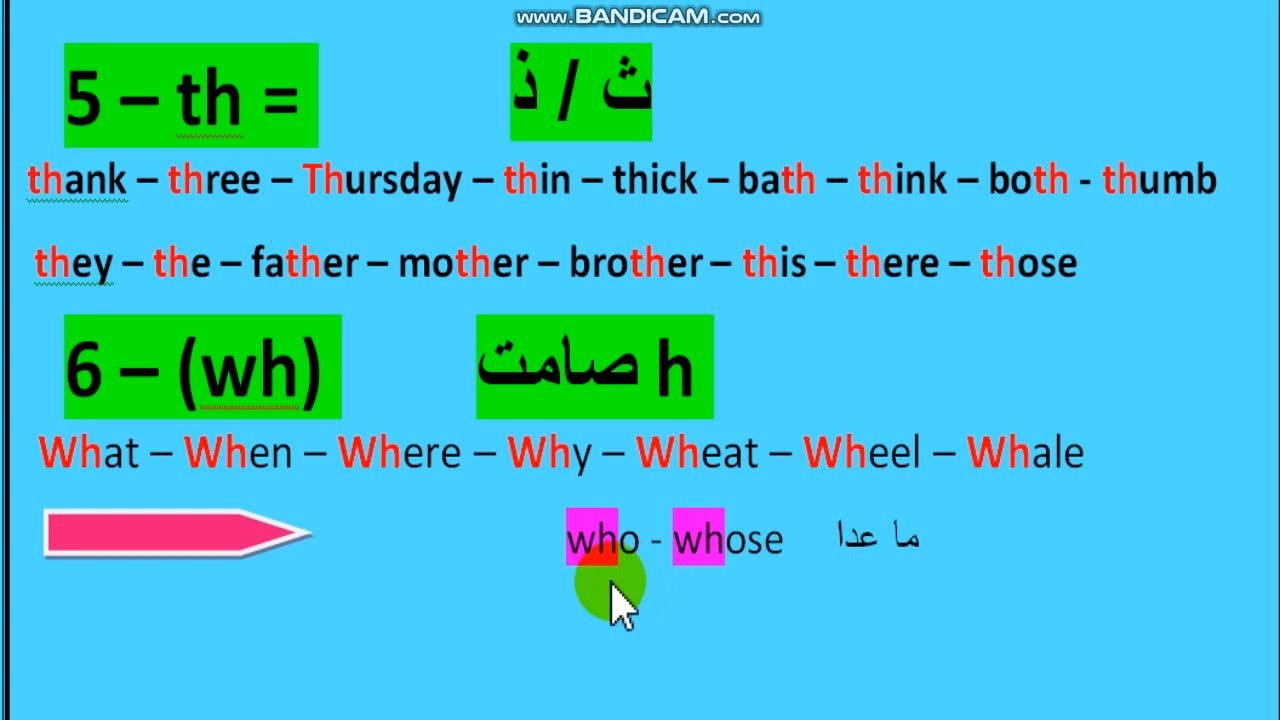 www.BANDICAM.com
5 – th = ث / ذ
thank – three – Thursday – thin – thick – bath – think – both - thumb
they – the – father – mother – brother – this – there – those
6 – (wh) h صامت
What – When – Where – Why – Wheat – Wheel – Whale
who - whose ما عدا